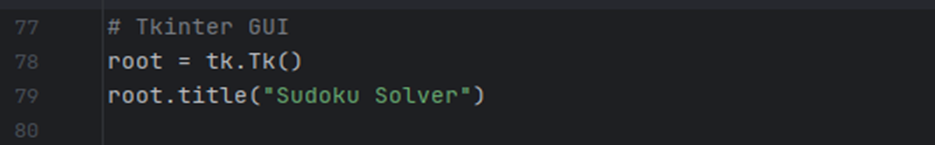 77 # Tkinter GUI
78 root = tk.Tk()
79 root.title("Sudoku Solver")
80